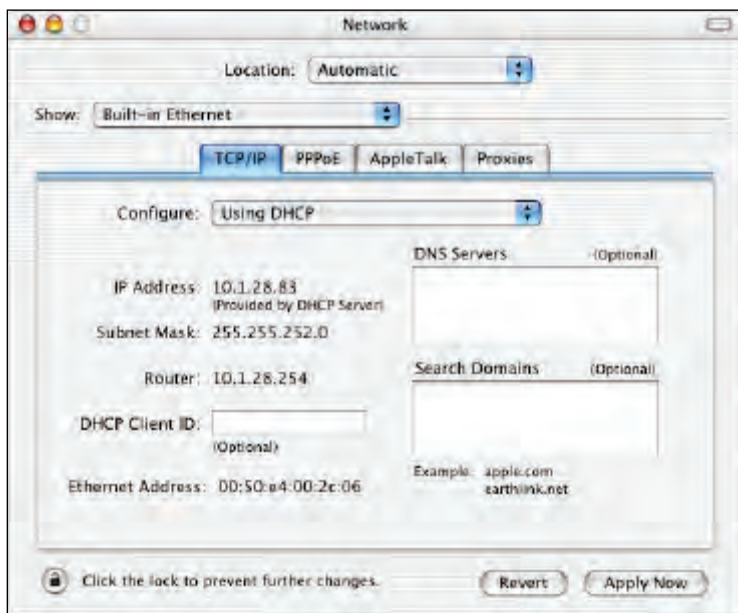 Network
Location: Automatic
Show: Built-in Ethernet
TCP/IP PPPoE AppleTalk Proxies
Configure: Using DHCP
DNS Servers (Optional)
IP Address: 10.1.28.83
(Provided by DHCP Server)
Subnet Mask: 255.255.252.0
Router: 10.1.28.254
Search Domains (Optional)
DHCP Client ID:
(Optional)
Example: apple.com
earthlink.net
Ethernet Address: 00:50:e4:00:2c:06
Click the lock to prevent further changes.
Revert Apply Now